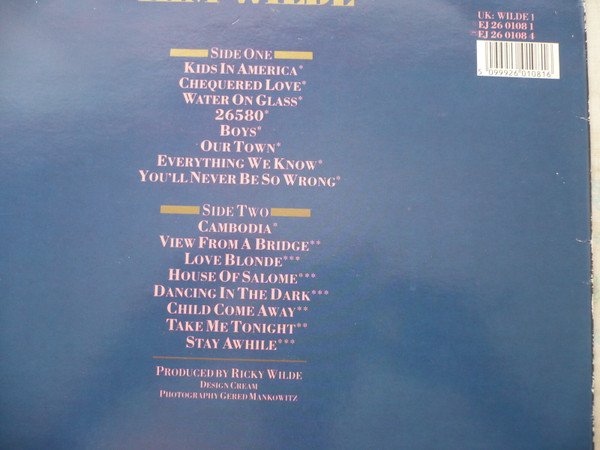 KIM WILDE
UK: WILDE 1
EJ 26 0108 1
EJ 26 0108 4
5 099926 010816
SIDE ONE
KIDS IN AMERICA*
CHEQUERED LOVE*
WATER ON GLASS*
26580*
BOYS*
OUR TOWN*
EVERYTHING WE KNOW*
YOU'LL NEVER BE SO WRONG*
SIDE TWO
CAMBODIA*
VIEW FROM A BRIDGE**
LOVE BLONDE***
HOUSE OF SALOME***
DANCING IN THE DARK***
CHILD COME AWAY**
TAKE ME TONIGHT**
STAY AWHILE***
PRODUCED BY RICKY WILDE
DESIGN CREAM
PHOTOGRAPHY GERED MANKOWITZ